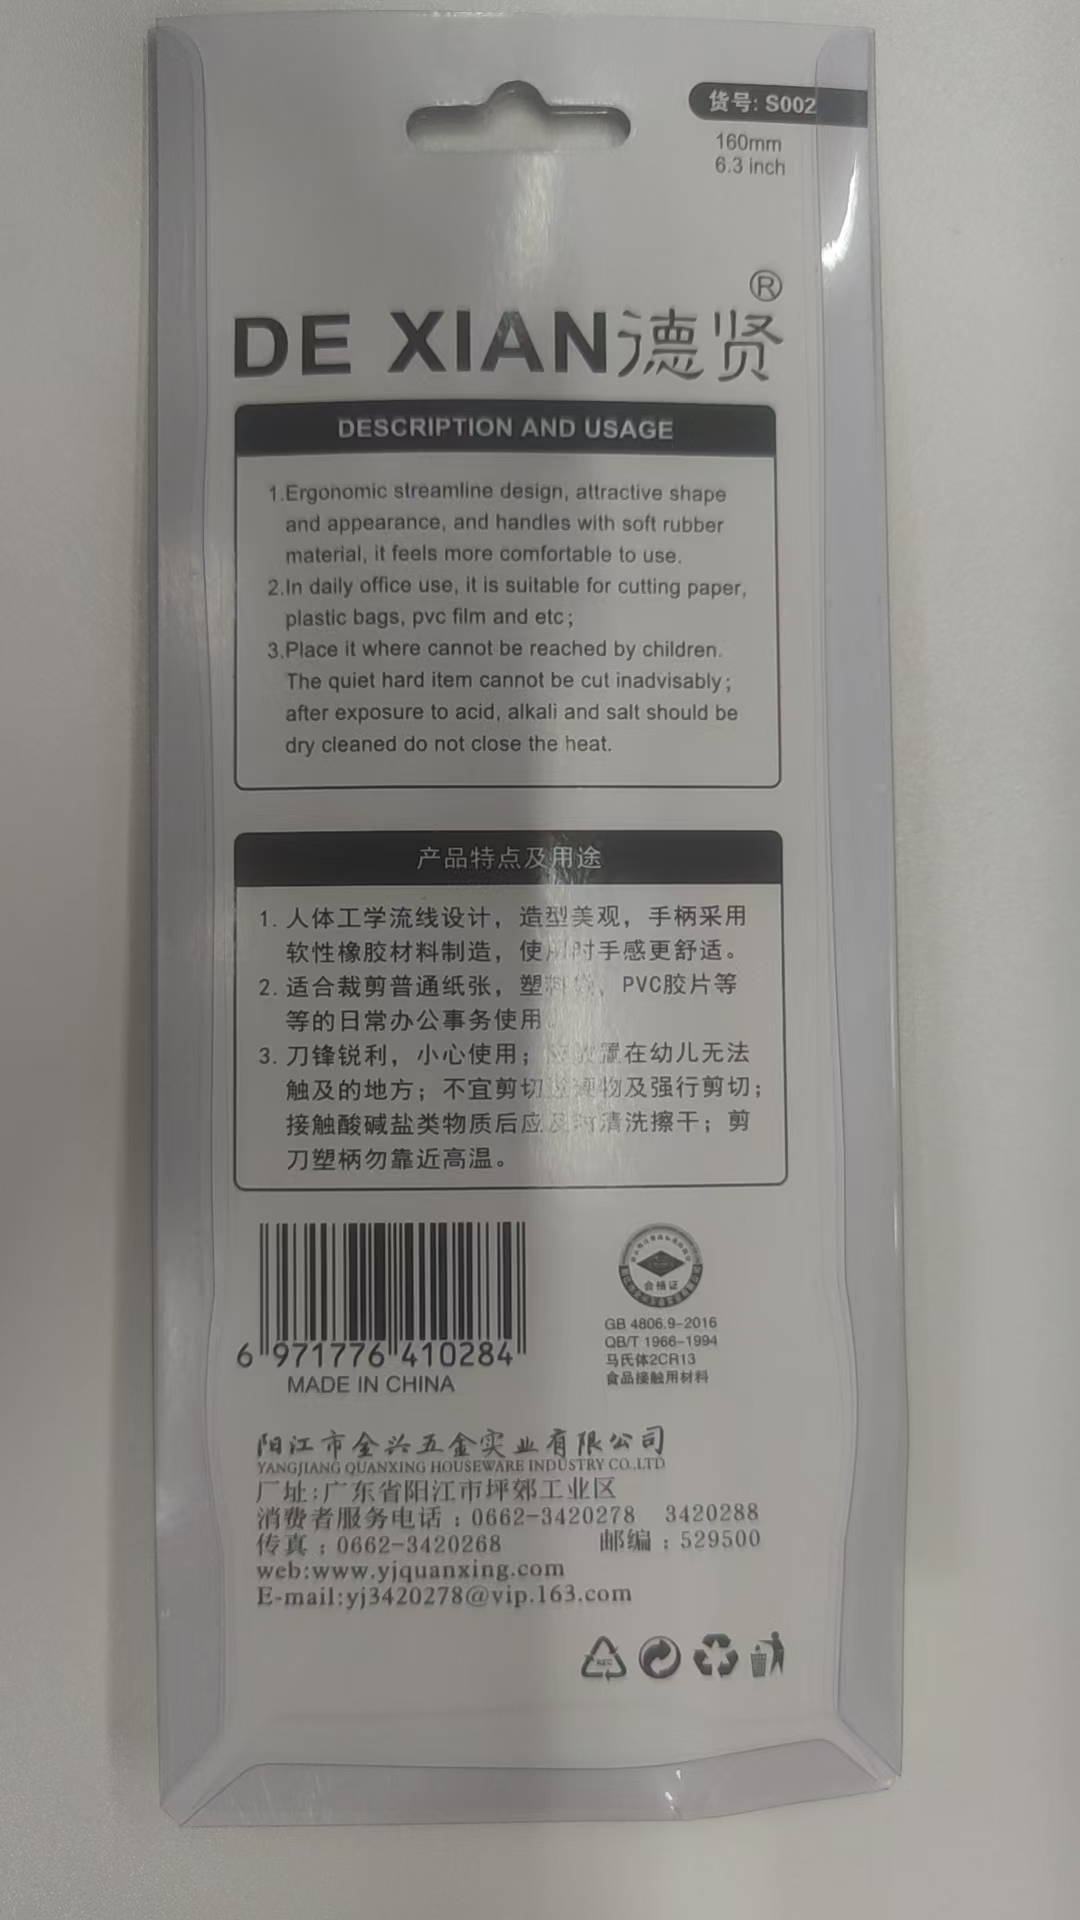 货号: S002
160mm
6.3 inch
®
DE XIAN德贤
DESCRIPTION AND USAGE
1.Ergonomic streamline design, attractive shape
and appearance, and handles with soft rubber
material, it feels more comfortable to use.
2.In daily office use, it is suitable for cutting paper,
plastic bags, pvc film and etc;
3.Place it where cannot be reached by children.
The quiet hard item cannot be cut inadvisably;
after exposure to acid, alkali and salt should be
dry cleaned do not close the heat.
产品特点及用途
1. 人体工学流线设计，造型美观，手柄采用
软性橡胶材料制造，使用时手感更舒适。
2. 适合裁剪普通纸张，塑料袋、PVC胶片等
等的日常办公事务使用。
3. 刀锋锐利，小心使用；置在幼儿无法
触及的地方；不宜剪切硬物及强行剪切；
接触酸碱盐类物质后应及时清洗擦干；剪
刀塑柄勿靠近高温。
合格证
6 971776 410284
MADE IN CHINA
GB 4806.9-2016
QB/T 1966-1994
马氏体2CR13
食品接触用材料
阳江市全兴五金实业有限公司
YANGJIANG QUANXING HOUSEWARE INDUSTRY CO.,LTD
厂址:广东省阳江市坪郊工业区
消费者服务电话：0662-3420278 3420288
传真：0662-3420268 邮编：529500
web:www.yjquanxing.com
E-mail:yj3420278@vip.163.com